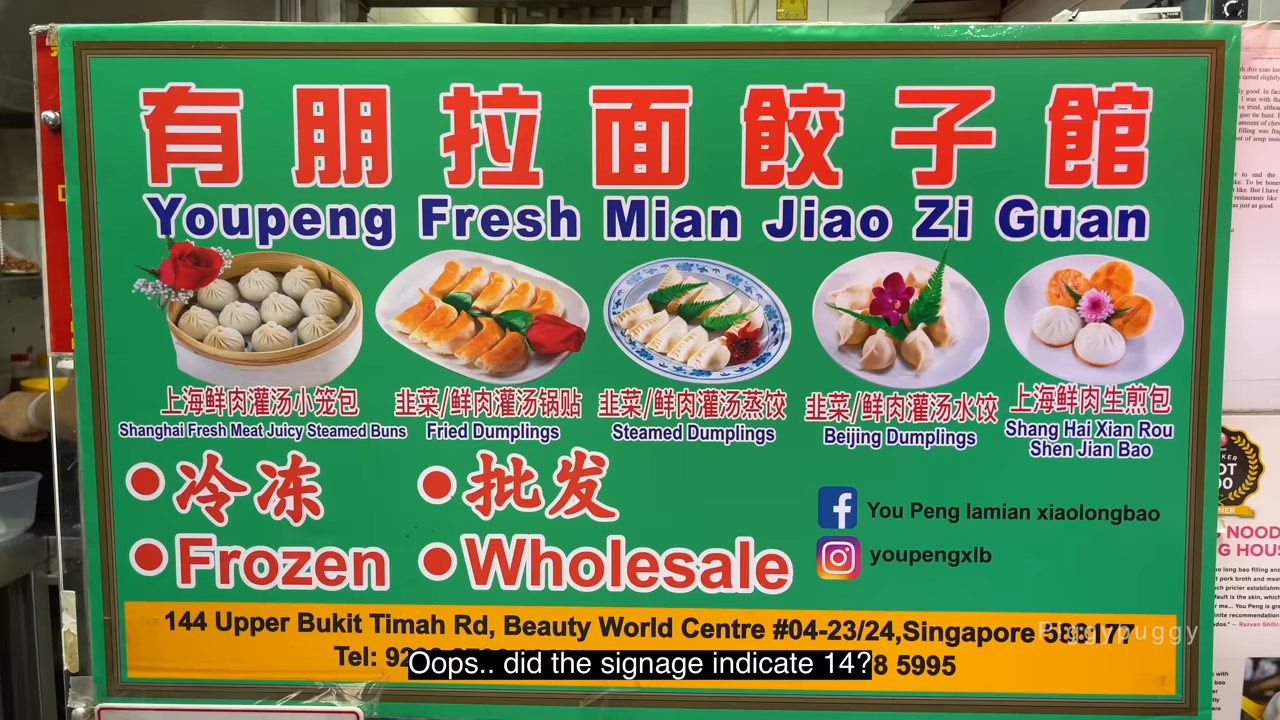 有朋拉面餃子館
Youpeng Fresh Mian Jiao Zi Guan
上海鲜肉灌汤小笼包
Shanghai Fresh Meat Juicy Steamed Buns
韭菜/鲜肉灌汤锅贴
Fried Dumplings
韭菜/鲜肉灌汤蒸饺
Steamed Dumplings
韭菜/鲜肉灌汤水饺
Beijing Dumplings
上海鲜肉生煎包
Shang Hai Xian Rou
Shen Jian Bao
冷冻
批发
Frozen
Wholesale
You Peng lamian xiaolongbao
youpengxlb
144 Upper Bukit Timah Rd, Beauty World Centre #04-23/24,Singapore 588177
Piggypuggy
Tel: 5995
Oops.. did the signage indicate 14?
NOOD
G HOUS